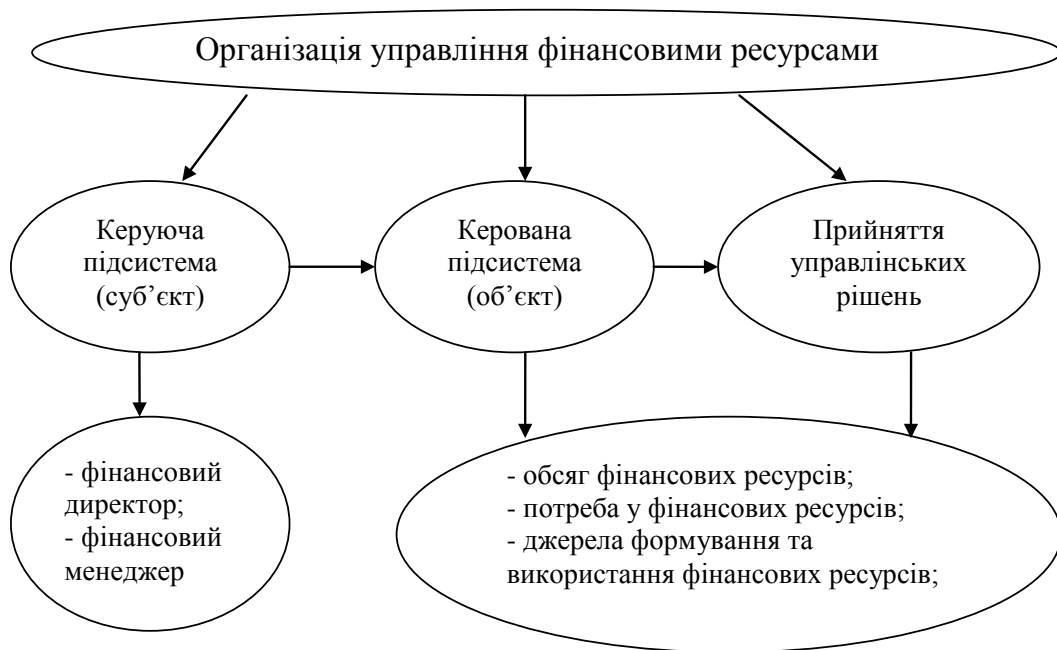 Організація управління фінансовими ресурсами
Керуюча
підсистема
(суб’єкт)
Керована
підсистема
(об’єкт)
Прийняття
управлінських
рішень
- фінансовий
директор;
- фінансовий
менеджер
- обсяг фінансових ресурсів;
- потреба у фінансових ресурсів;
- джерела формування та
використання фінансових ресурсів;